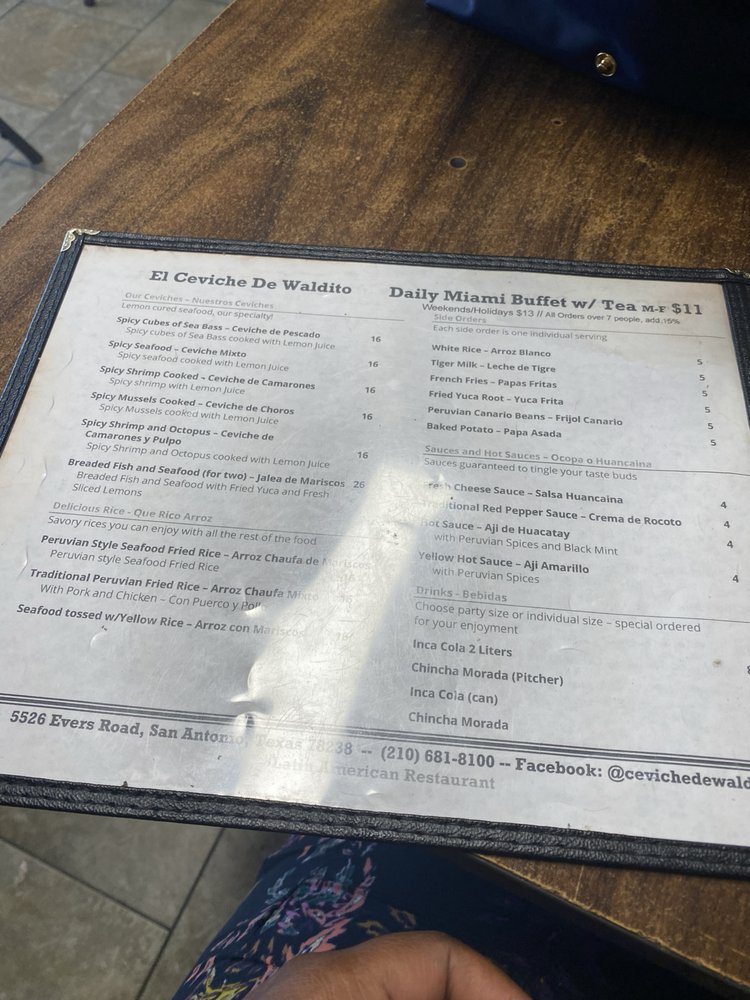 El Ceviche De Waldito
Our Ceviches – Nuestros Ceviches
Lemon cured seafood, our specialty!
Spicy Cubes of Sea Bass – Ceviche de Pescado 16
Spicy cubes of Sea Bass cooked with Lemon Juice
Spicy Seafood – Ceviche Mixto 16
Spicy seafood cooked with Lemon Juice
Spicy Shrimp Cooked – Ceviche de Camarones 16
Spicy shrimp with Lemon Juice
Spicy Mussels Cooked – Ceviche de Choros 16
Spicy Mussels cooked with Lemon Juice
Spicy Shrimp and Octopus – Ceviche de
Camarones y Pulpo 16
Spicy Shrimp and Octopus cooked with Lemon Juice
Breaded Fish and Seafood (for two) – Jalea de Mariscos 26
Breaded Fish and Seafood with Fried Yuca and Fresh
Sliced Lemons
Delicious Rice - Que Rico Arroz
Savory rices you can enjoy with all the rest of the food
Peruvian Style Seafood Fried Rice – Arroz Chaufa de Mariscos
Peruvian style Seafood Fried Rice
Traditional Peruvian Fried Rice – Arroz Chaufa Mixto 16
With Pork and Chicken – Con Puerco y Pollo
Seafood tossed w/Yellow Rice – Arroz con Mariscos 16
Daily Miami Buffet w/ Tea M-F $11
Weekends/Holidays $13 // All Orders over 7 people, add 15%
Side Orders
Each side order is one individual serving
White Rice – Arroz Blanco 5
Tiger Milk – Leche de Tigre 5
French Fries – Papas Fritas 5
Fried Yuca Root – Yuca Frita 5
Peruvian Canario Beans – Frijol Canario 5
Baked Potato – Papa Asada 5
Sauces and Hot Sauces – Ocopa o Huancaina
Sauces guaranteed to tingle your taste buds
Fresh Cheese Sauce – Salsa Huancaina 4
Traditional Red Pepper Sauce – Crema de Rocoto 4
Hot Sauce – Aji de Huacatay 4
with Peruvian Spices and Black Mint
Yellow Hot Sauce – Aji Amarillo 4
with Peruvian Spices
Drinks - Bebidas
Choose party size or individual size – special ordered
for your enjoyment
Inca Cola 2 Liters
Chincha Morada (Pitcher)
Inca Cola (can)
Chincha Morada
5526 Evers Road, San Antonio, Texas 78238 -- (210) 681-8100 -- Facebook: @cevichedewald
Latin American Restaurant